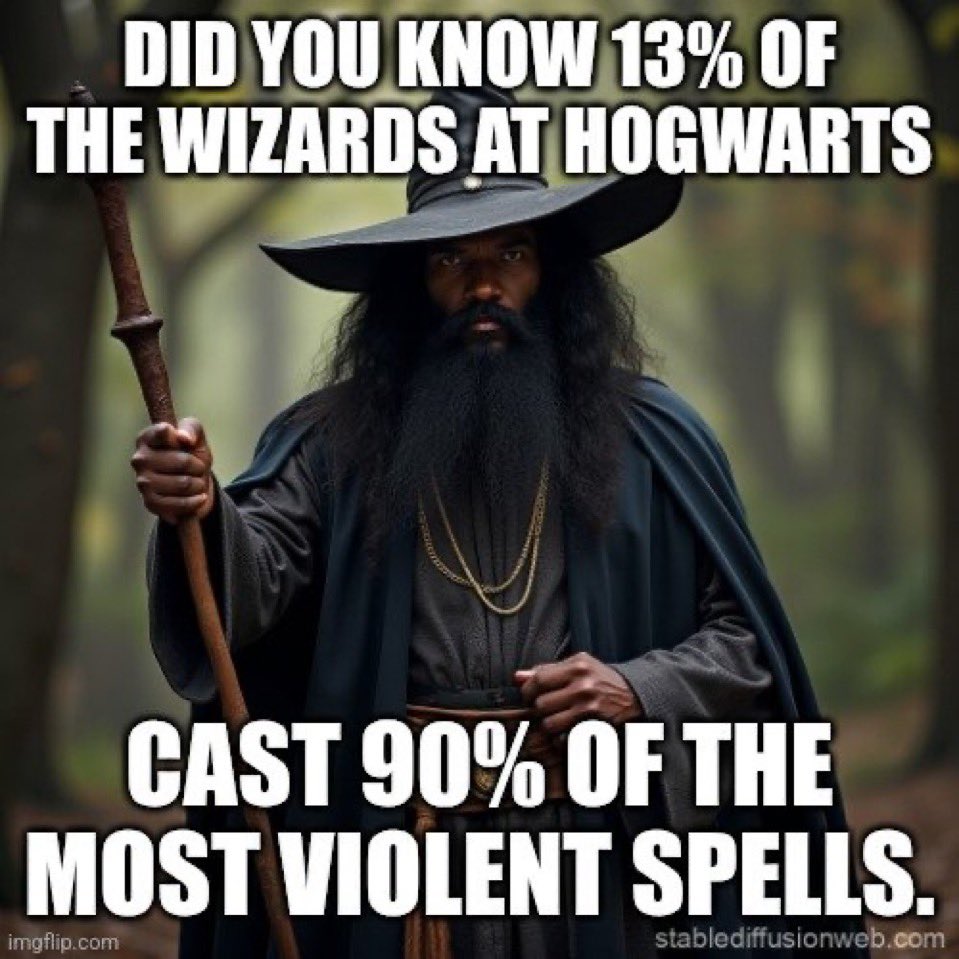 DID YOU KNOW 13% OF
THE WIZARDS AT HOGWARTS
CAST 90% OF THE
MOST VIOLENT SPELLS.
imgflip.com
stablediffusionweb.com